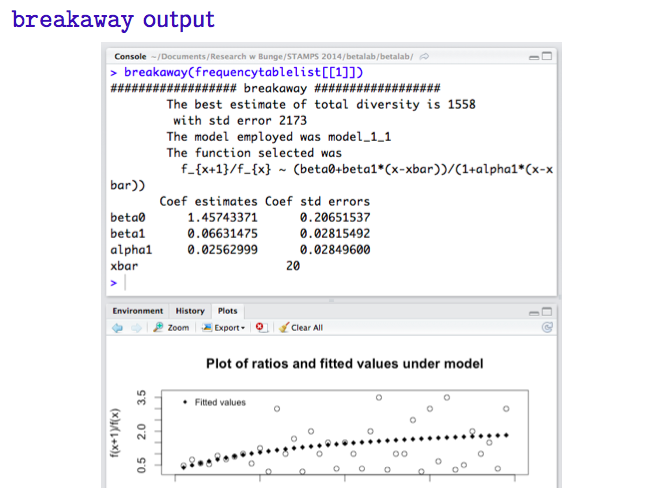 breakaway output
Console ~/Documents/Research w Bunge/STAMPS 2014/betalab/betalab/
> breakaway(frequencytablelist[[1]])
################## breakaway ##################
The best estimate of total diversity is 1558
with std error 2173
The model employed was model_1_1
The function selected was
f_{x+1}/f_{x} ~ (beta0+beta1*(x-xbar))/(1+alpha1*(x-x
bar))
Coef estimates Coef std errors
beta0 1.45743371 0.20651537
beta1 0.06631475 0.02815492
alpha1 0.02562999 0.02849600
xbar 20
>
Environment History Plots
Zoom Export Clear All
Plot of ratios and fitted values under model
Fitted values
f(x+1)/f(x)
3.5
2.0
0.5